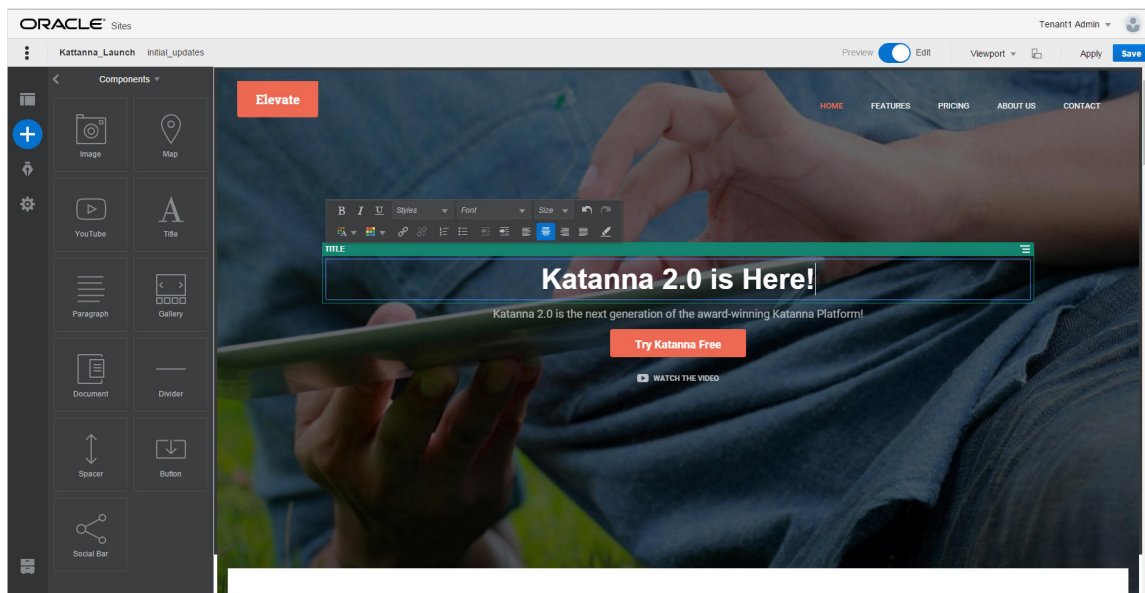 ORACLE® Sites
Tenant1 Admin
Kattanna_Launch initial_updates
Preview Edit Viewport Apply Save
Components
Image Map
YouTube Title
Paragraph Gallery
Document Divider
Spacer Button
Social Bar
Elevate
HOME FEATURES PRICING ABOUT US CONTACT
B I U Styles Font Size
TITLE
Katanna 2.0 is Here!
Katanna 2.0 is the next generation of the award-winning Katanna Platform!
Try Katanna Free
WATCH THE VIDEO